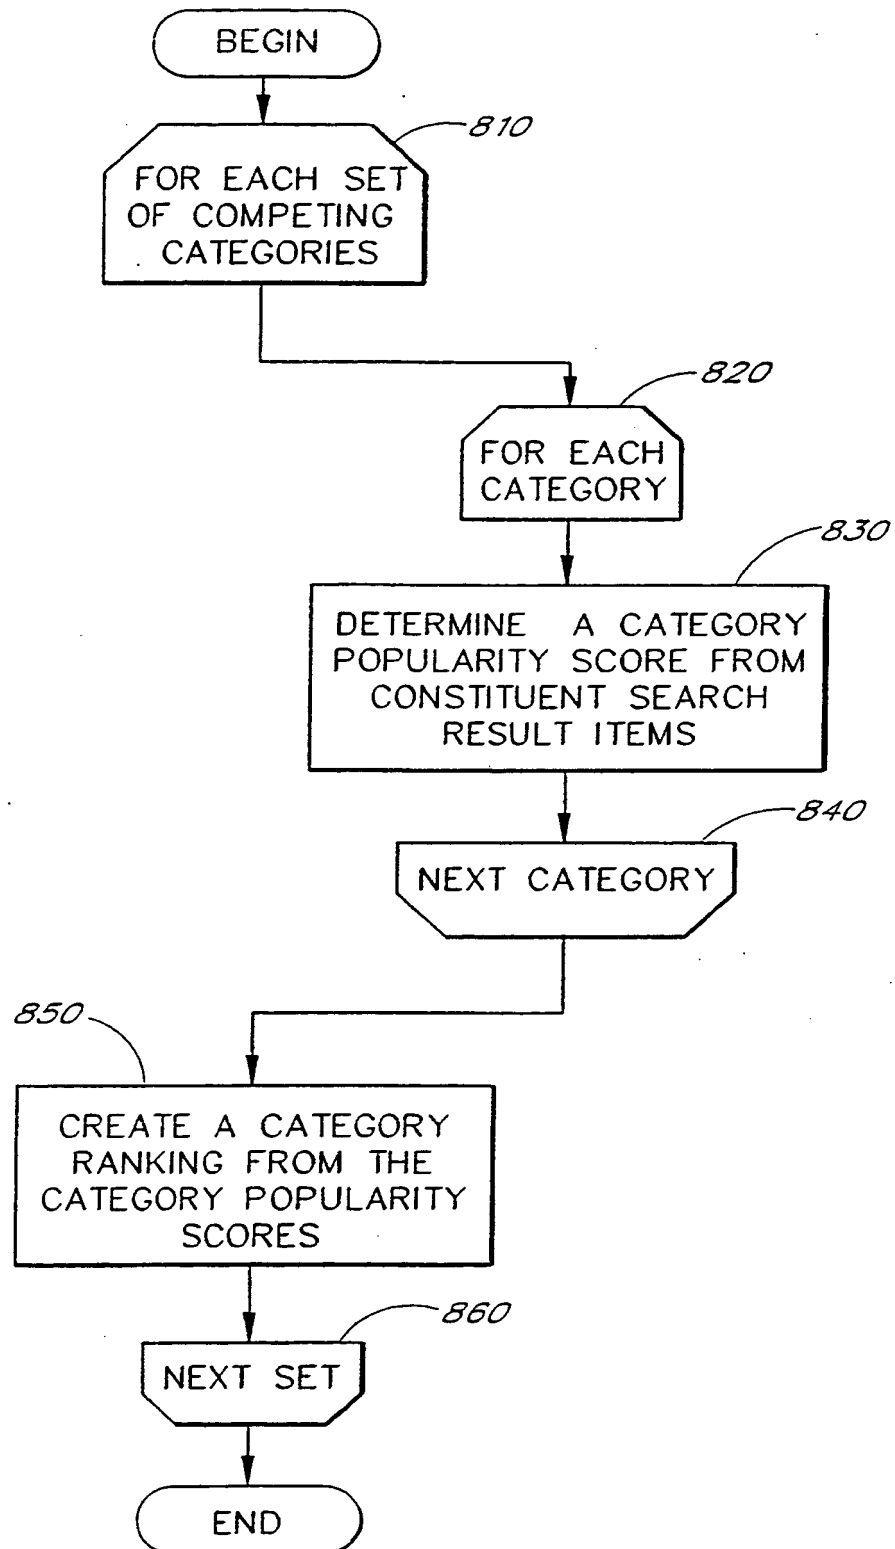 BEGIN
810
FOR EACH SET
OF COMPETING
CATEGORIES
820
FOR EACH
CATEGORY
830
DETERMINE A CATEGORY
POPULARITY SCORE FROM
CONSTITUENT SEARCH
RESULT ITEMS
840
NEXT CATEGORY
850
CREATE A CATEGORY
RANKING FROM THE
CATEGORY POPULARITY
SCORES
860
NEXT SET
END